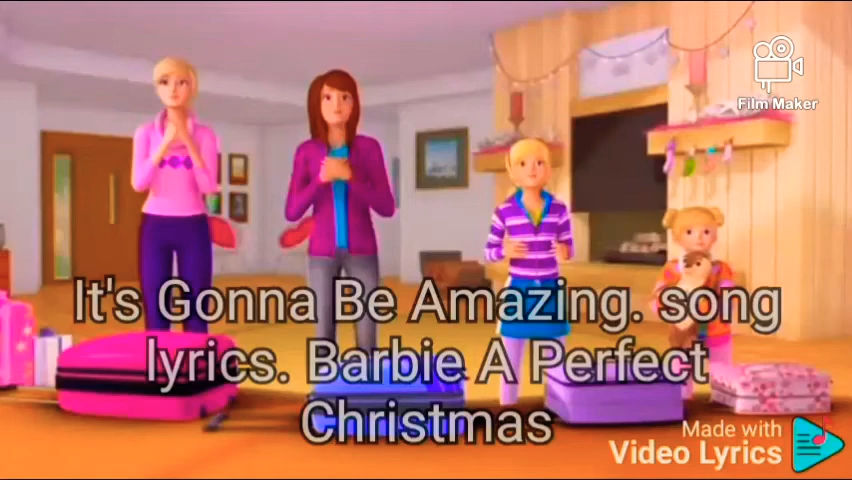 Film Maker
It's Gonna Be Amazing. song
lyrics. Barbie A Perfect
Christmas
Made with
Video Lyrics